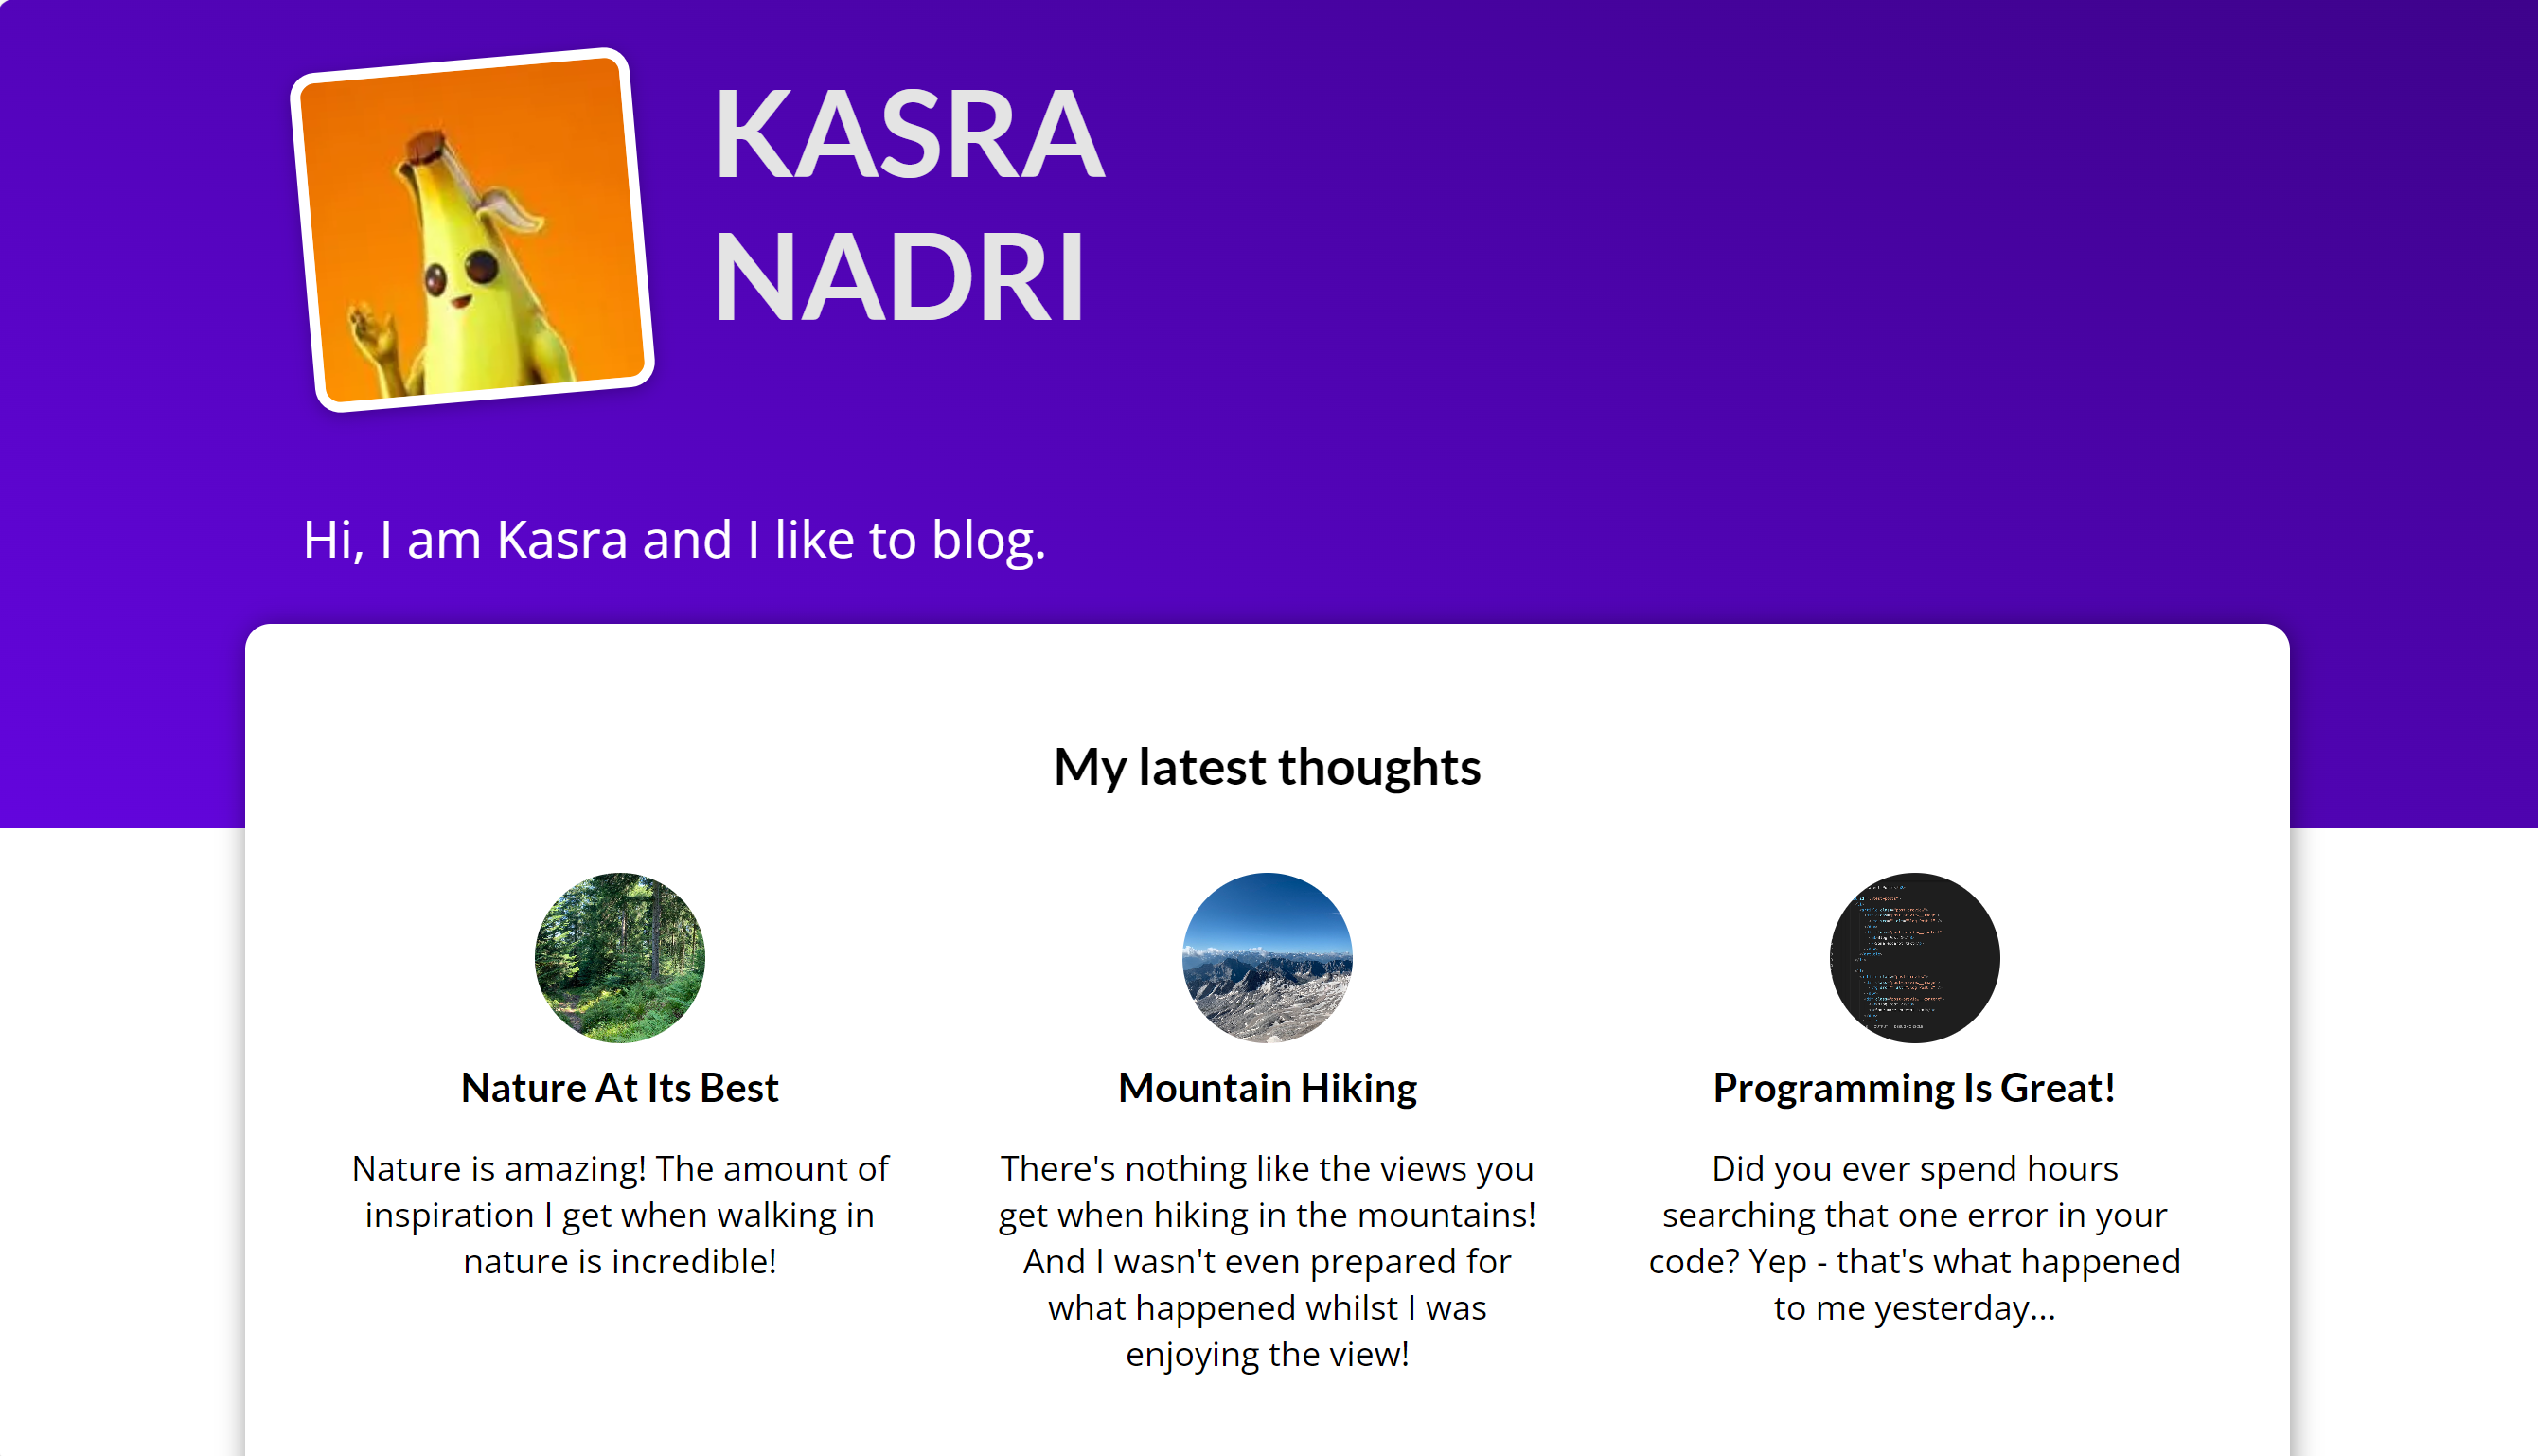 KASRA
NADRI
Hi, I am Kasra and I like to blog.
My latest thoughts
Nature At Its Best
Nature is amazing! The amount of
inspiration I get when walking in
nature is incredible!
Mountain Hiking
There's nothing like the views you
get when hiking in the mountains!
And I wasn't even prepared for
what happened whilst I was
enjoying the view!
Programming Is Great!
Did you ever spend hours
searching that one error in your
code? Yep - that's what happened
to me yesterday...